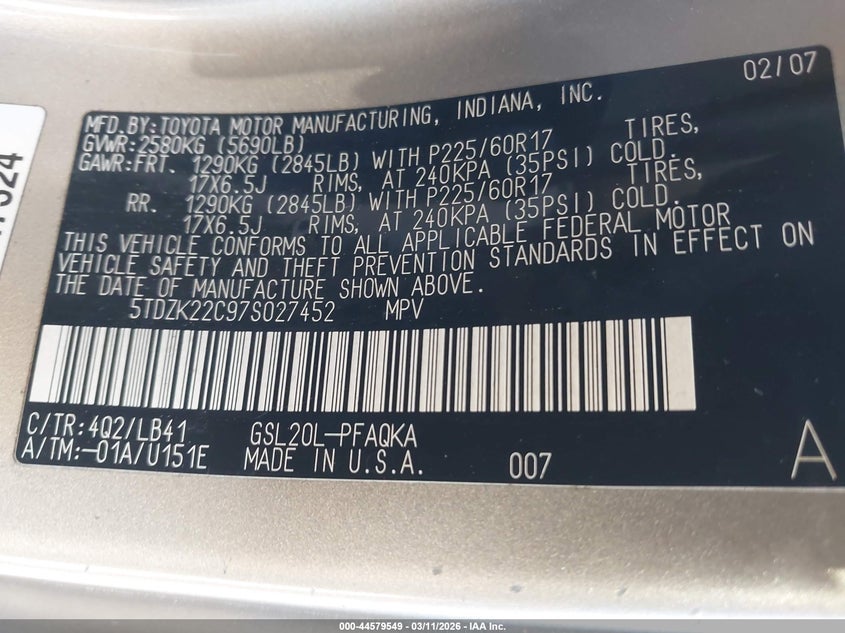 02/07
MFD.BY:TOYOTA MOTOR MANUFACTURING, INDIANA, INC.
GVWR:2580KG (5690LB)
GAWR:FRT. 1290KG (2845LB) WITH P225/60R17 TIRES,
17X6.5J RIMS, AT 240KPA (35PSI) COLD.
RR. 1290KG (2845LB) WITH P225/60R17 TIRES,
17X6.5J RIMS, AT 240KPA (35PSI) COLD.
THIS VEHICLE CONFORMS TO ALL APPLICABLE FEDERAL MOTOR
VEHICLE SAFETY AND THEFT PREVENTION STANDARDS IN EFFECT ON
THE DATE OF MANUFACTURE SHOWN ABOVE.
5TDZK22C97S027452 MPV
C/TR:4Q2/LB41 GSL20L-PFAQKA
A/TM:-01A/U151E MADE IN U.S.A. 007 A
000-44579549 - 03/11/2026 - IAA Inc.